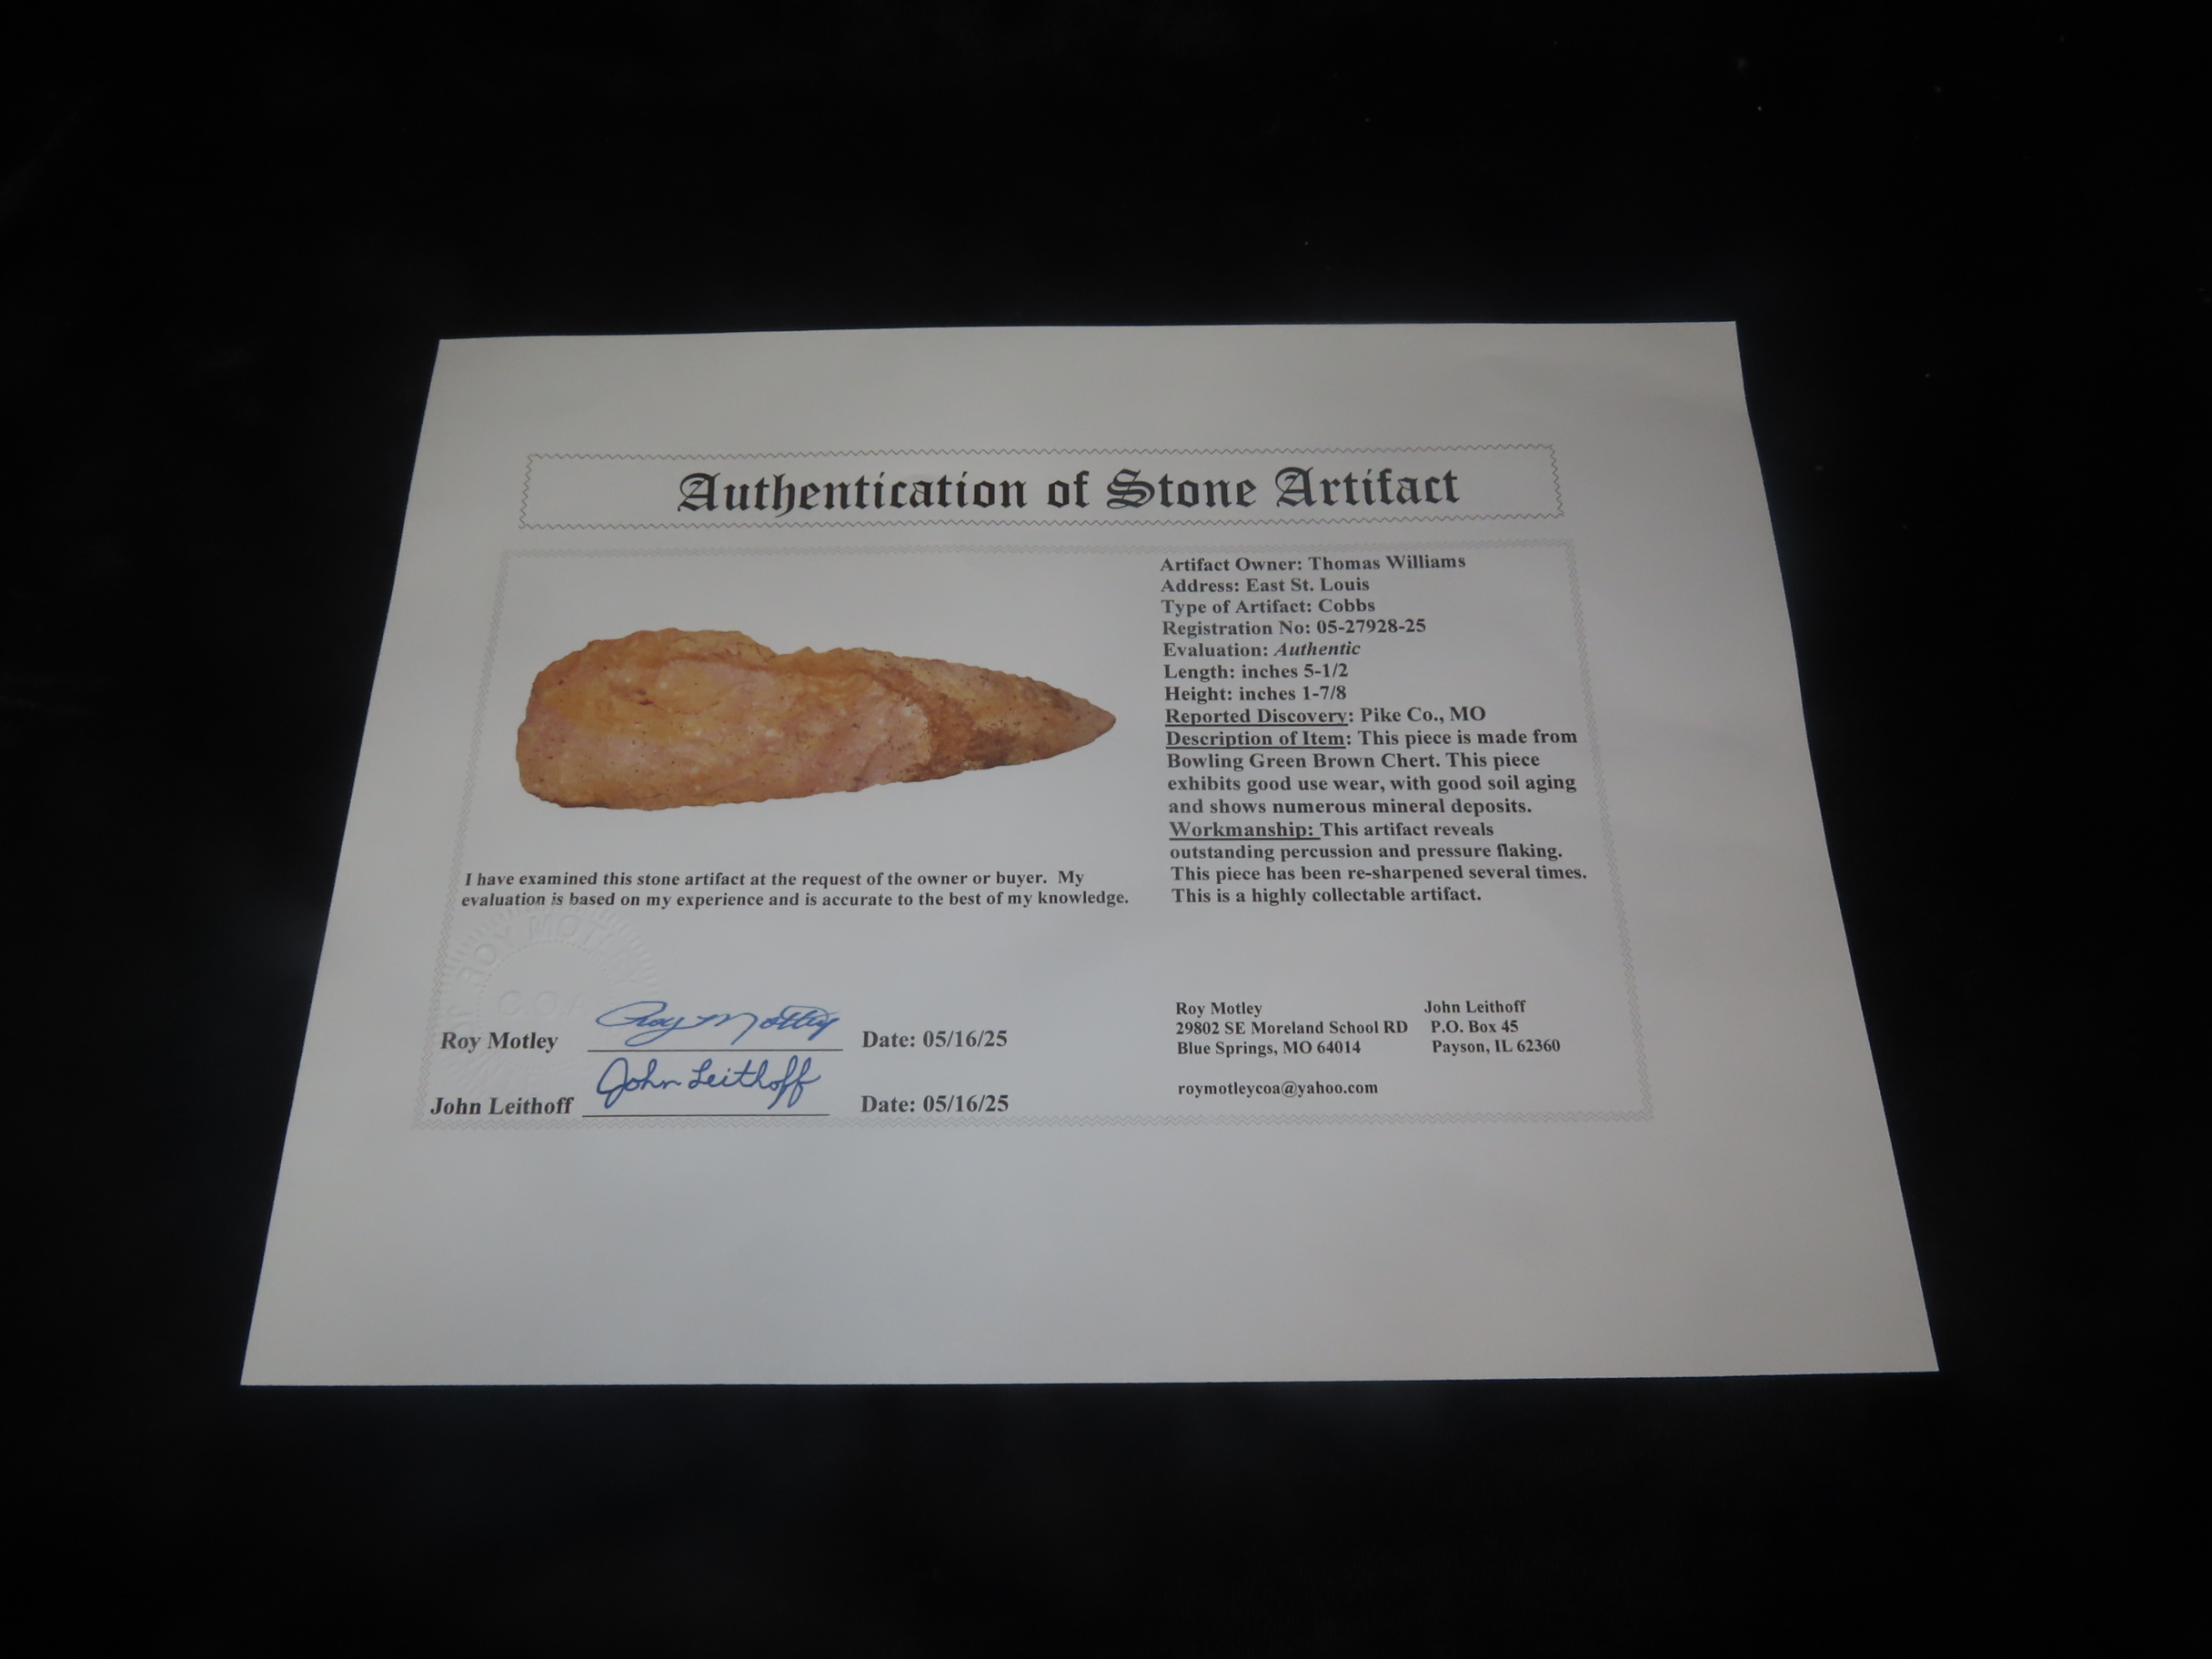 Authentication of Stone Artifact
Artifact Owner: Thomas Williams
Address: East St. Louis
Type of Artifact: Cobbs
Registration No: 05-27928-25
Evaluation: Authentic
Length: inches 5-1/2
Height: inches 1-7/8
Reported Discovery: Pike Co., MO
Description of Item: This piece is made from
Bowling Green Brown Chert. This piece
exhibits good use wear, with good soil aging
and shows numerous mineral deposits.
Workmanship: This artifact reveals
outstanding percussion and pressure flaking.
This piece has been re-sharpened several times.
This is a highly collectable artifact.
I have examined this stone artifact at the request of the owner or buyer. My
evaluation is based on my experience and is accurate to the best of my knowledge.
ROY MOTLEY
C.O.A
Roy Motley Roy Motley Date: 05/16/25
John Leithoff John Leithoff Date: 05/16/25
Roy Motley
29802 SE Moreland School RD
Blue Springs, MO 64014
roymotleycoa@yahoo.com
John Leithoff
P.O. Box 45
Payson, IL 62360